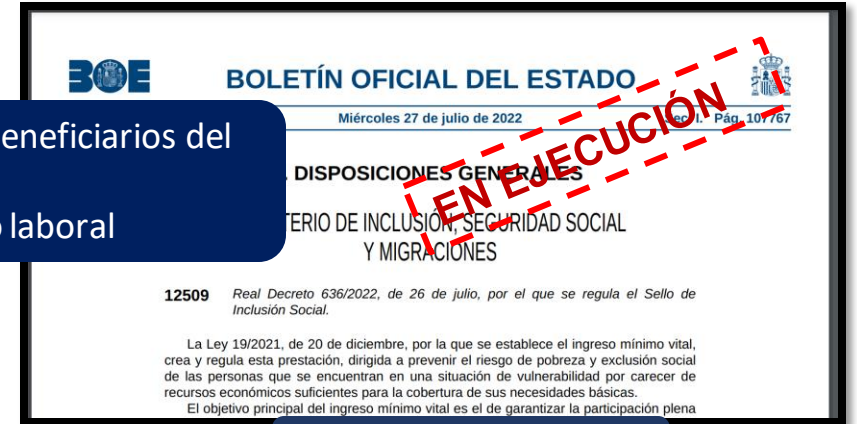 BOE
BOLETÍN OFICIAL DEL ESTADO
Miércoles 27 de julio de 2022
Sec. I. Pág. 107767
EN EJECUCIÓN
eneficiarios del
laboral
DISPOSICIONES GENERALES
TERIO DE INCLUSIÓN, SEGURIDAD SOCIAL
Y MIGRACIONES
12509 Real Decreto 636/2022, de 26 de julio, por el que se regula el Sello de
Inclusión Social.
La Ley 19/2021, de 20 de diciembre, por la que se establece el ingreso mínimo vital,
crea y regula esta prestación, dirigida a prevenir el riesgo de pobreza y exclusión social
de las personas que se encuentran en una situación de vulnerabilidad por carecer de
recursos económicos suficientes para la cobertura de sus necesidades básicas.
El objetivo principal del ingreso mínimo vital es el de garantizar la participación plena